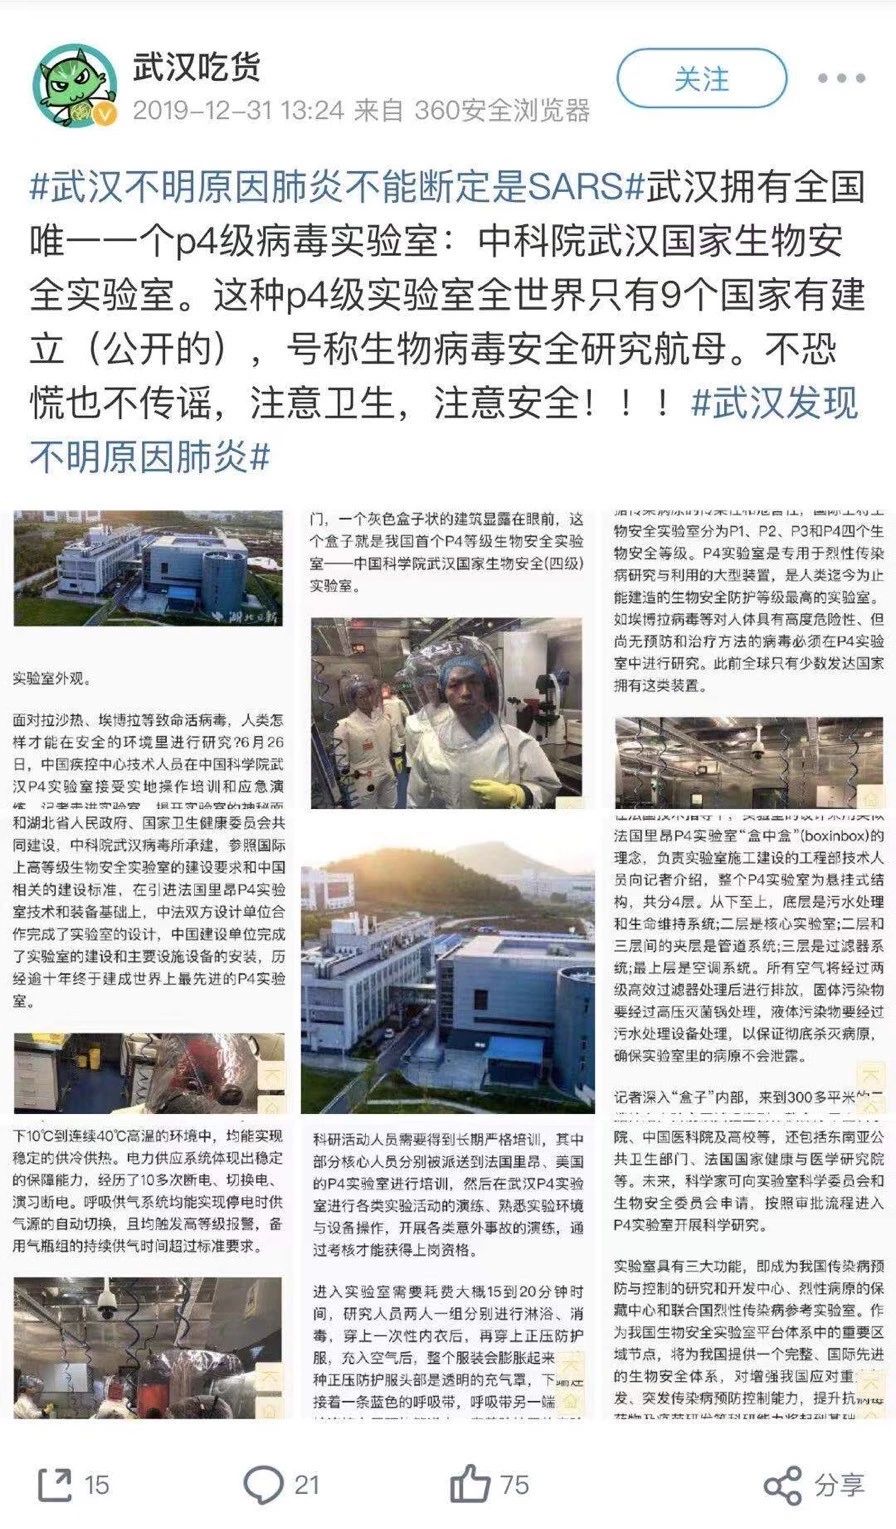 武汉吃货
2019-12-31 13:24 来自 360安全浏览器
关注
#武汉不明原因肺炎不能断定是SARS#武汉拥有全国
唯一一个p4级病毒实验室：中科院武汉国家生物安
全实验室。这种p4级实验室全世界只有9个国家有建
立（公开的），号称生物病毒安全研究航母。不恐
慌也不传谣，注意卫生，注意安全！！！#武汉发现
不明原因肺炎#
实验室外观。
面对拉沙热、埃博拉等致命活病毒，人类怎
样才能在安全的环境里进行研究?6月26
日，中国疾控中心技术人员在中国科学院武
汉P4实验室接受实地操作培训和应急演
门，一个灰色盒子状的建筑显露在眼前，这
个盒子就是我国首个P4等级生物安全实验
室——中国科学院武汉国家生物安全(四级)
实验室。
物安全实验室分为P1、P2、P3和P4四个生
物安全等级。P4实验室是专用于烈性传染
病研究与利用的大型装置，是人类迄今为止
能建造的生物安全防护等级最高的实验室。
如埃博拉病毒等对人体具有高度危险性、但
尚无预防和治疗方法的病毒必须在P4实验
室中进行研究。此前全球只有少数发达国家
拥有这类装置。
和湖北省人民政府、国家卫生健康委员会共
同建设，中科院武汉病毒所承建，参照国际
上高等级生物安全实验室的建设要求和中国
相关的建设标准，在引进法国里昂P4实验
室技术和装备基础上，中法双方设计单位合
作完成了实验室的设计，中国建设单位完成
了实验室的建设和主要设施设备的安装，历
经逾十年终于建成世界上最先进的P4实验
室。
法国里昂P4实验室“盒中盒”(boxinbox)的
理念，负责实验室施工建设的工程部技术人
员向记者介绍，整个P4实验室为悬挂式结
构，共分4层。从下至上，底层是污水处理
和生命维持系统;二层是核心实验室;二层和
三层间的夹层是管道系统;三层是过滤器系
统;最上层是空调系统。所有空气将经过两
级高效过滤器处理后进行排放，固体污染物
要经过高压灭菌锅处理，液体污染物要经过
污水处理设备处理，以保证彻底杀灭病原，
确保实验室里的病原不会泄露。
记者深入“盒子”内部，来到300多平米的
下10℃到连续40℃高温的环境中，均能实现
稳定的供冷供热。电力供应系统体现出稳定
的保障能力，经历了10多次断电、切换电、
演习断电。呼吸供气系统均能实现停电时供
气源的自动切换，且均触发高等级报警，备
用气瓶组的持续供气时间超过标准要求。
科研活动人员需要得到长期严格培训，其中
部分核心人员分别被派送到法国里昂、美国
的P4实验室进行培训，然后在武汉P4实验
室进行各类实验活动的演练、熟悉实验环境
与设备操作，开展各类意外事故的演练，通
过考核才能获得上岗资格。
进入实验室需要耗费大概15到20分钟时
间，研究人员两人一组分别进行淋浴、消
毒，穿上一次性内衣后，再穿上正压防护
服，充入空气后，整个服装会膨胀起来
种正压防护服头部是透明的充气罩，下
接着一条蓝色的呼吸带，呼吸带另一端
院、中国医科院及高校等，还包括东南亚公
共卫生部门、法国国家健康与医学研究院
等。未来，科学家可向实验室科学委员会和
生物安全委员会申请，按照审批流程进入
P4实验室开展科学研究。
实验室具有三大功能，即成为我国传染病预
防与控制的研究和开发中心、烈性病原的保
藏中心和联合国烈性传染病参考实验室。作
为我国生物安全实验室平台体系中的重要区
域节点，将为我国提供一个完整、国际先进
的生物安全体系，对增强我国应对重
发、突发传染病预防控制能力，提升抗
15
21
75
分享